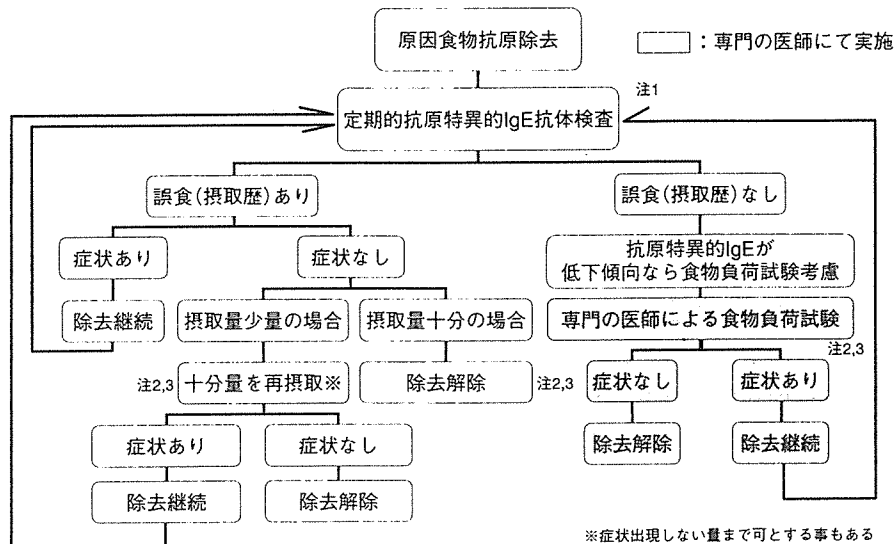 原因食物抗原除去
：専門の医師にて実施
注1
定期的抗原特異的IgE抗体検査
誤食(摂取歴)あり
誤食(摂取歴)なし
症状あり
症状なし
抗原特異的IgEが
低下傾向なら食物負荷試験考慮
除去継続
摂取量少量の場合
摂取量十分の場合
専門の医師による食物負荷試験
注2,3
注2,3
十分量を再摂取※
除去解除
注2,3
症状なし
症状あり
症状あり
症状なし
除去解除
除去継続
除去継続
除去解除
※症状出現しない量まで可とする事もある